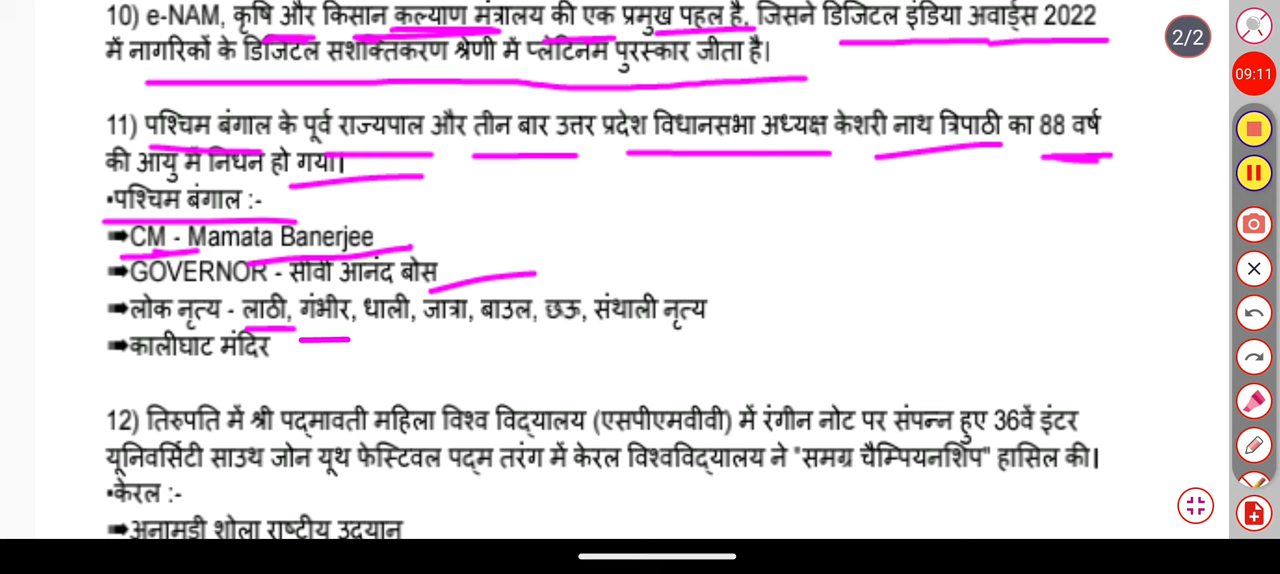 10) e-NAM, कृषि और किसान कल्याण मंत्रालय की एक प्रमुख पहल है, जिसने डिजिटल इंडिया अवार्ड्स 2022
में नागरिकों के डिजिटल सशक्तिकरण श्रेणी में प्लेटिनम पुरस्कार जीता है।
11) पश्चिम बंगाल के पूर्व राज्यपाल और तीन बार उत्तर प्रदेश विधानसभा अध्यक्ष केशरी नाथ त्रिपाठी का 88 वर्ष
की आयु में निधन हो गया।
•पश्चिम बंगाल :-
➠CM - Mamata Banerjee
➠GOVERNOR - सीवी आनंद बोस
➠लोक नृत्य - लाठी, गंभीर, धाली, जात्रा, बाउल, छऊ, संथाली नृत्य
➠कालीघाट मंदिर
12) तिरुपति में श्री पद्मावती महिला विश्व विद्यालय (एसपीएमवीवी) में रंगीन नोट पर संपन्न हुए 36वें इंटर
यूनिवर्सिटी साउथ जोन यूथ फेस्टिवल पद्म तरंग में केरल विश्वविद्यालय ने "समग्र चैम्पियनशिप" हासिल की।
•केरल :-
➠अनामुडी शोला राष्ट्रीय उद्यान
2/2
09:11